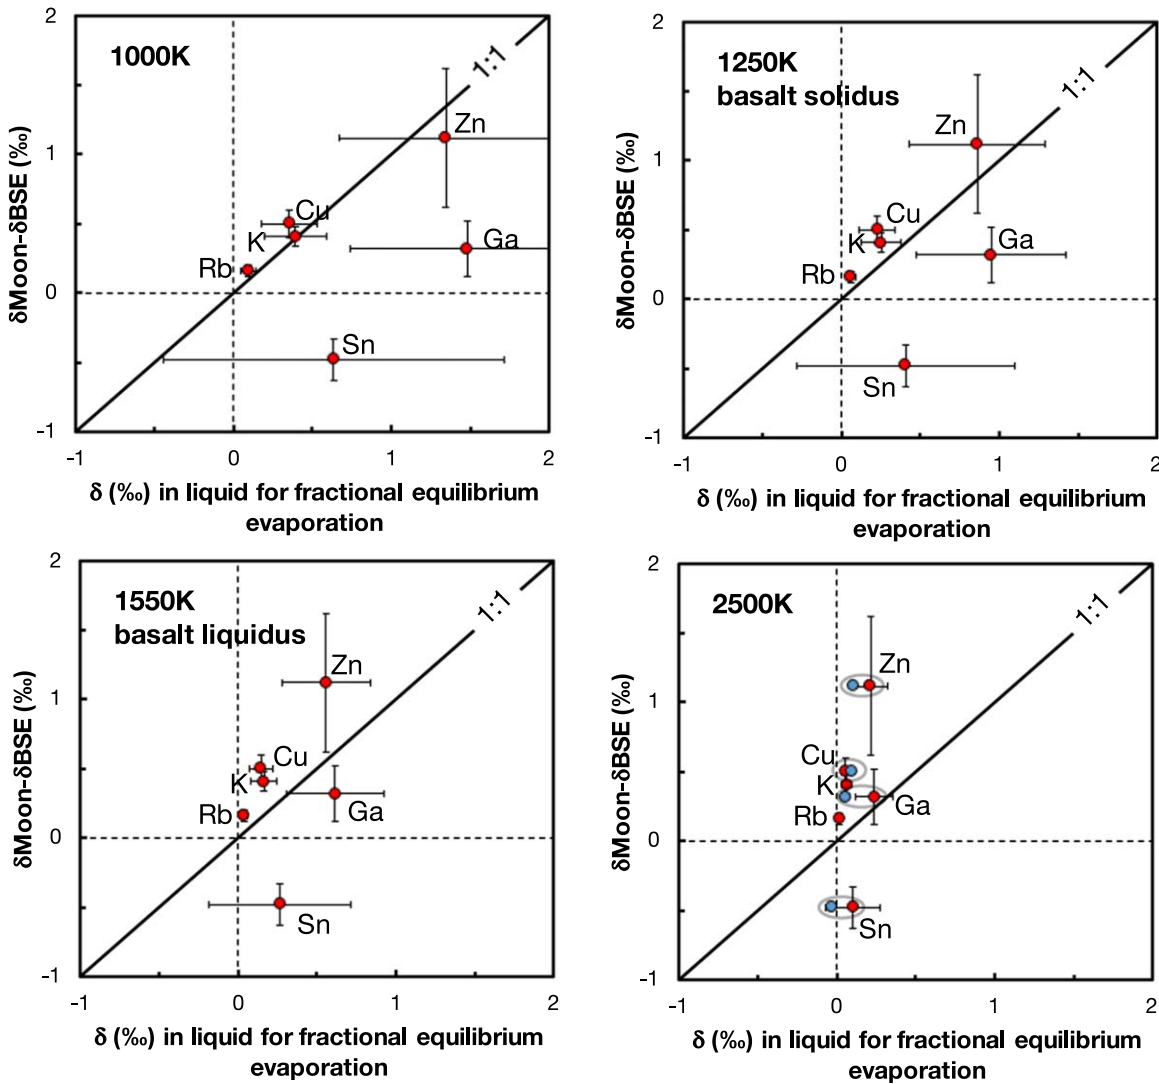 2
1000K
1:1
Zn
δMoon-δBSE (‰)
1
Cu
K
Ga
Rb
0
Sn
-1
-1 0 1 2
δ (‰) in liquid for fractional equilibrium
evaporation
2
1250K
basalt solidus
1:1
Zn
δMoon-δBSE (‰)
1
Cu
K
Ga
Rb
0
Sn
-1
-1 0 1 2
δ (‰) in liquid for fractional equilibrium
evaporation
2
1550K
basalt liquidus
1:1
Zn
δMoon-δBSE (‰)
1
Cu
K
Rb
Ga
0
Sn
-1
-1 0 1 2
δ (‰) in liquid for fractional equilibrium
evaporation
2
2500K
1:1
Zn
δMoon-δBSE (‰)
1
Cu
K
Rb
Ga
0
Sn
-1
-1 0 1 2
δ (‰) in liquid for fractional equilibrium
evaporation